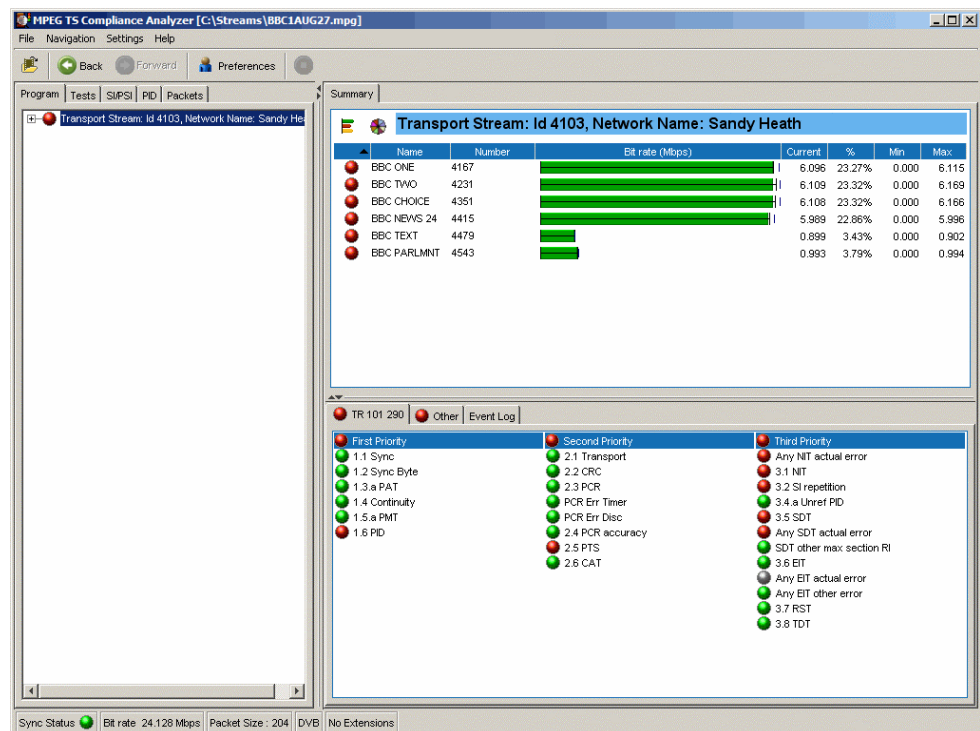 MPEG TS Compliance Analyzer [C:\Streams\BBC1AUG27.mpg]
File Navigation Settings Help
Back Forward Preferences
Program Tests SI/PSI PID Packets
Transport Stream: Id 4103, Network Name: Sandy He
Summary
Transport Stream: Id 4103, Network Name: Sandy Heath
Name Number Bit rate (Mbps) Current % Min Max
BBC ONE 4167 6.096 23.27% 0.000 6.115
BBC TWO 4231 6.109 23.32% 0.000 6.169
BBC CHOICE 4351 6.108 23.32% 0.000 6.166
BBC NEWS 24 4415 5.989 22.86% 0.000 5.996
BBC TEXT 4479 0.899 3.43% 0.000 0.902
BBC PARLMNT 4543 0.993 3.79% 0.000 0.994
TR 101 290 Other Event Log
First Priority
1.1 Sync
1.2 Sync Byte
1.3.a PAT
1.4 Continuity
1.5.a PMT
1.6 PID
Second Priority
2.1 Transport
2.2 CRC
2.3 PCR
PCR Err Timer
PCR Err Disc
2.4 PCR accuracy
2.5 PTS
2.6 CAT
Third Priority
Any NIT actual error
3.1 NIT
3.2 SI repetition
3.4.a Unref PID
3.5 SDT
Any SDT actual error
SDT other max section RI
3.6 EIT
Any EIT actual error
Any EIT other error
3.7 RST
3.8 TDT
Sync Status Bit rate 24.128 Mbps Packet Size : 204 DVB No Extensions